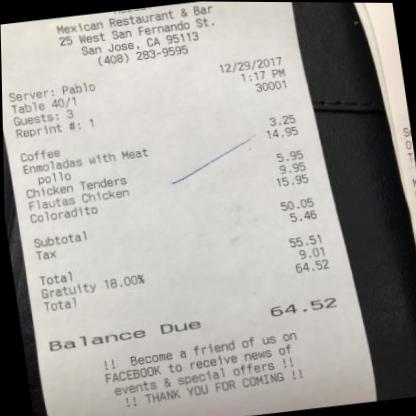 Mexican Restaurant & Bar
25 West San Fernando St.
San Jose, CA 95113
(408) 283-9595
Server: Pablo 12/29/2017
Table 40/1 1:17 PM
Guests: 3 30001
Reprint #: 1
Coffee 3.25
Enmoladas with Meat 14.95
pollo
Chicken Tenders 5.95
Flautas Chicken 9.95
Coloradito 15.95
Subtotal 50.05
Tax 5.46
Total 55.51
Gratuity 18.00% 9.01
Total 64.52
Balance Due 64.52
!! Become a friend of us on
FACEBOOK to receive news of
events & special offers !!
!! THANK YOU FOR COMING !!